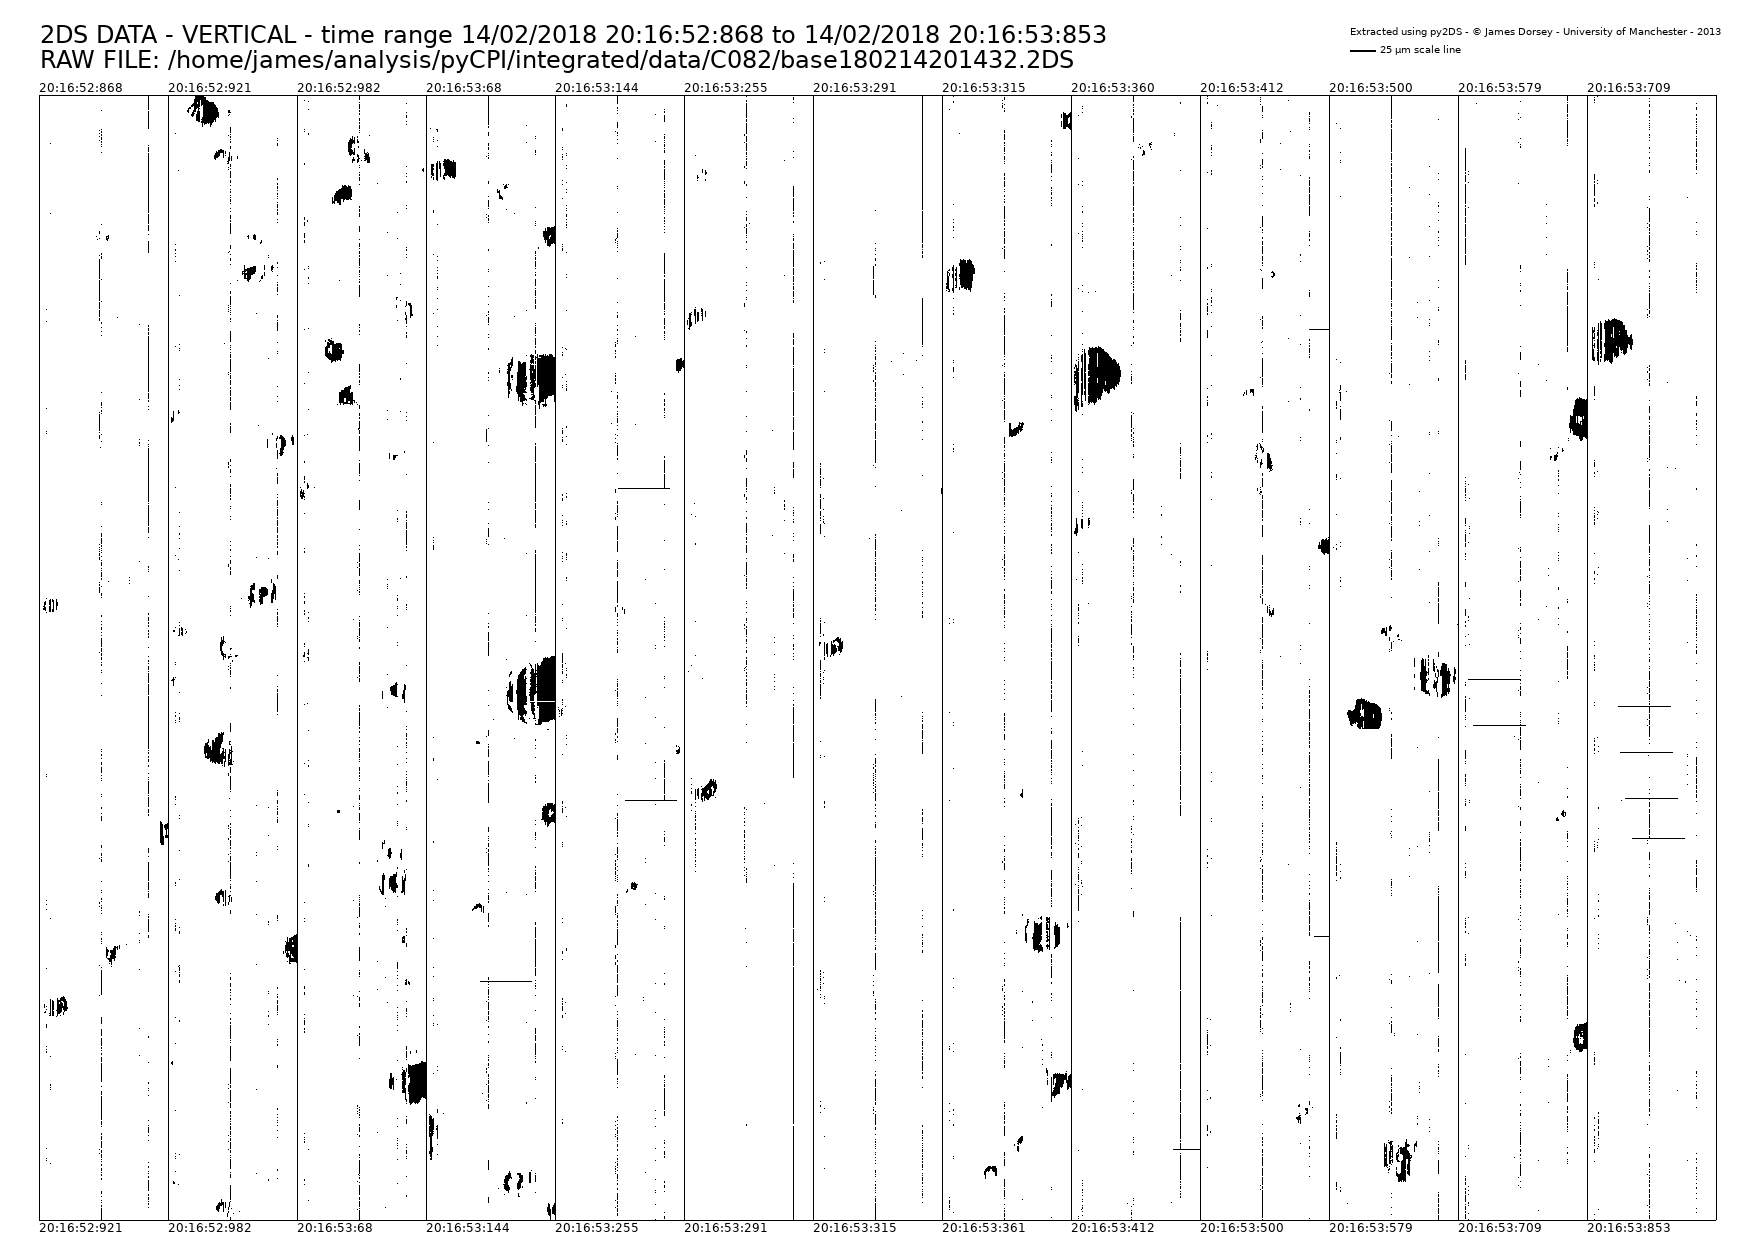 2DS DATA - VERTICAL - time range 14/02/2018 20:16:52:868 to 14/02/2018 20:16:53:853
RAW FILE: /home/james/analysis/pyCPI/integrated/data/C082/base180214201432.2DS
Extracted using py2DS - © James Dorsey - University of Manchester - 2013
25 µm scale line
20:16:52:868 20:16:52:921 20:16:52:982 20:16:53:68 20:16:53:144 20:16:53:255 20:16:53:291 20:16:53:315 20:16:53:360 20:16:53:412 20:16:53:500 20:16:53:579 20:16:53:709
20:16:52:921 20:16:52:982 20:16:53:68 20:16:53:144 20:16:53:255 20:16:53:291 20:16:53:315 20:16:53:361 20:16:53:412 20:16:53:500 20:16:53:579 20:16:53:709 20:16:53:853